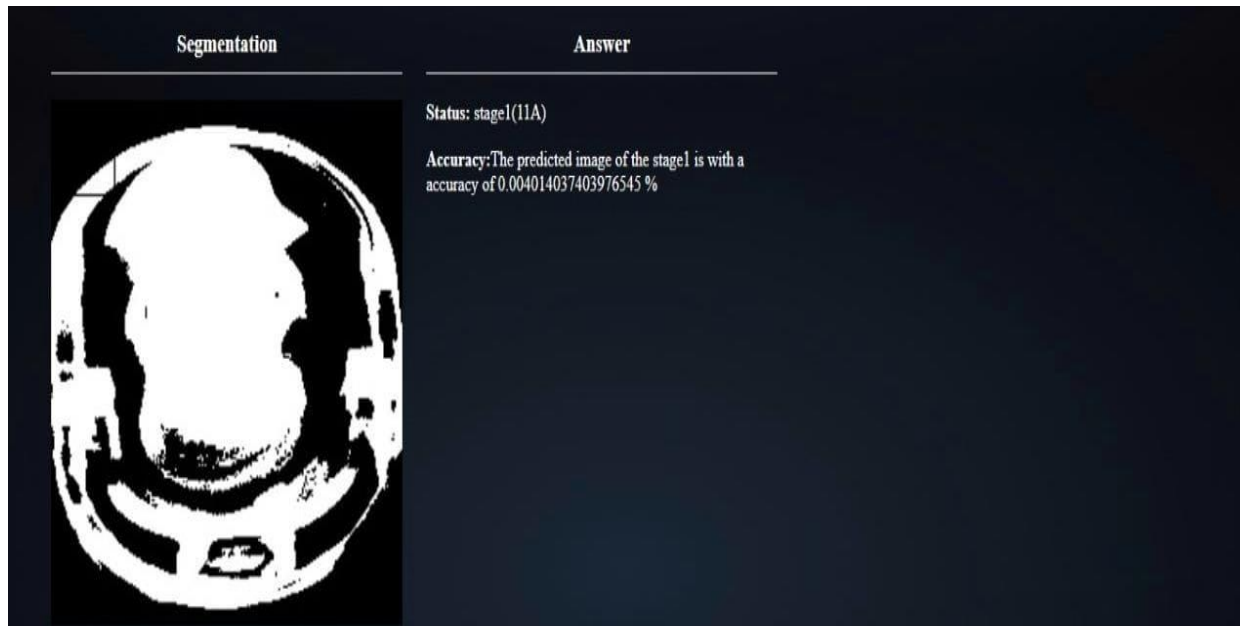 Segmentation
Answer
Status: stage1(11A)
Accuracy:The predicted image of the stage1 is with a
accuracy of 0.004014037403976545 %